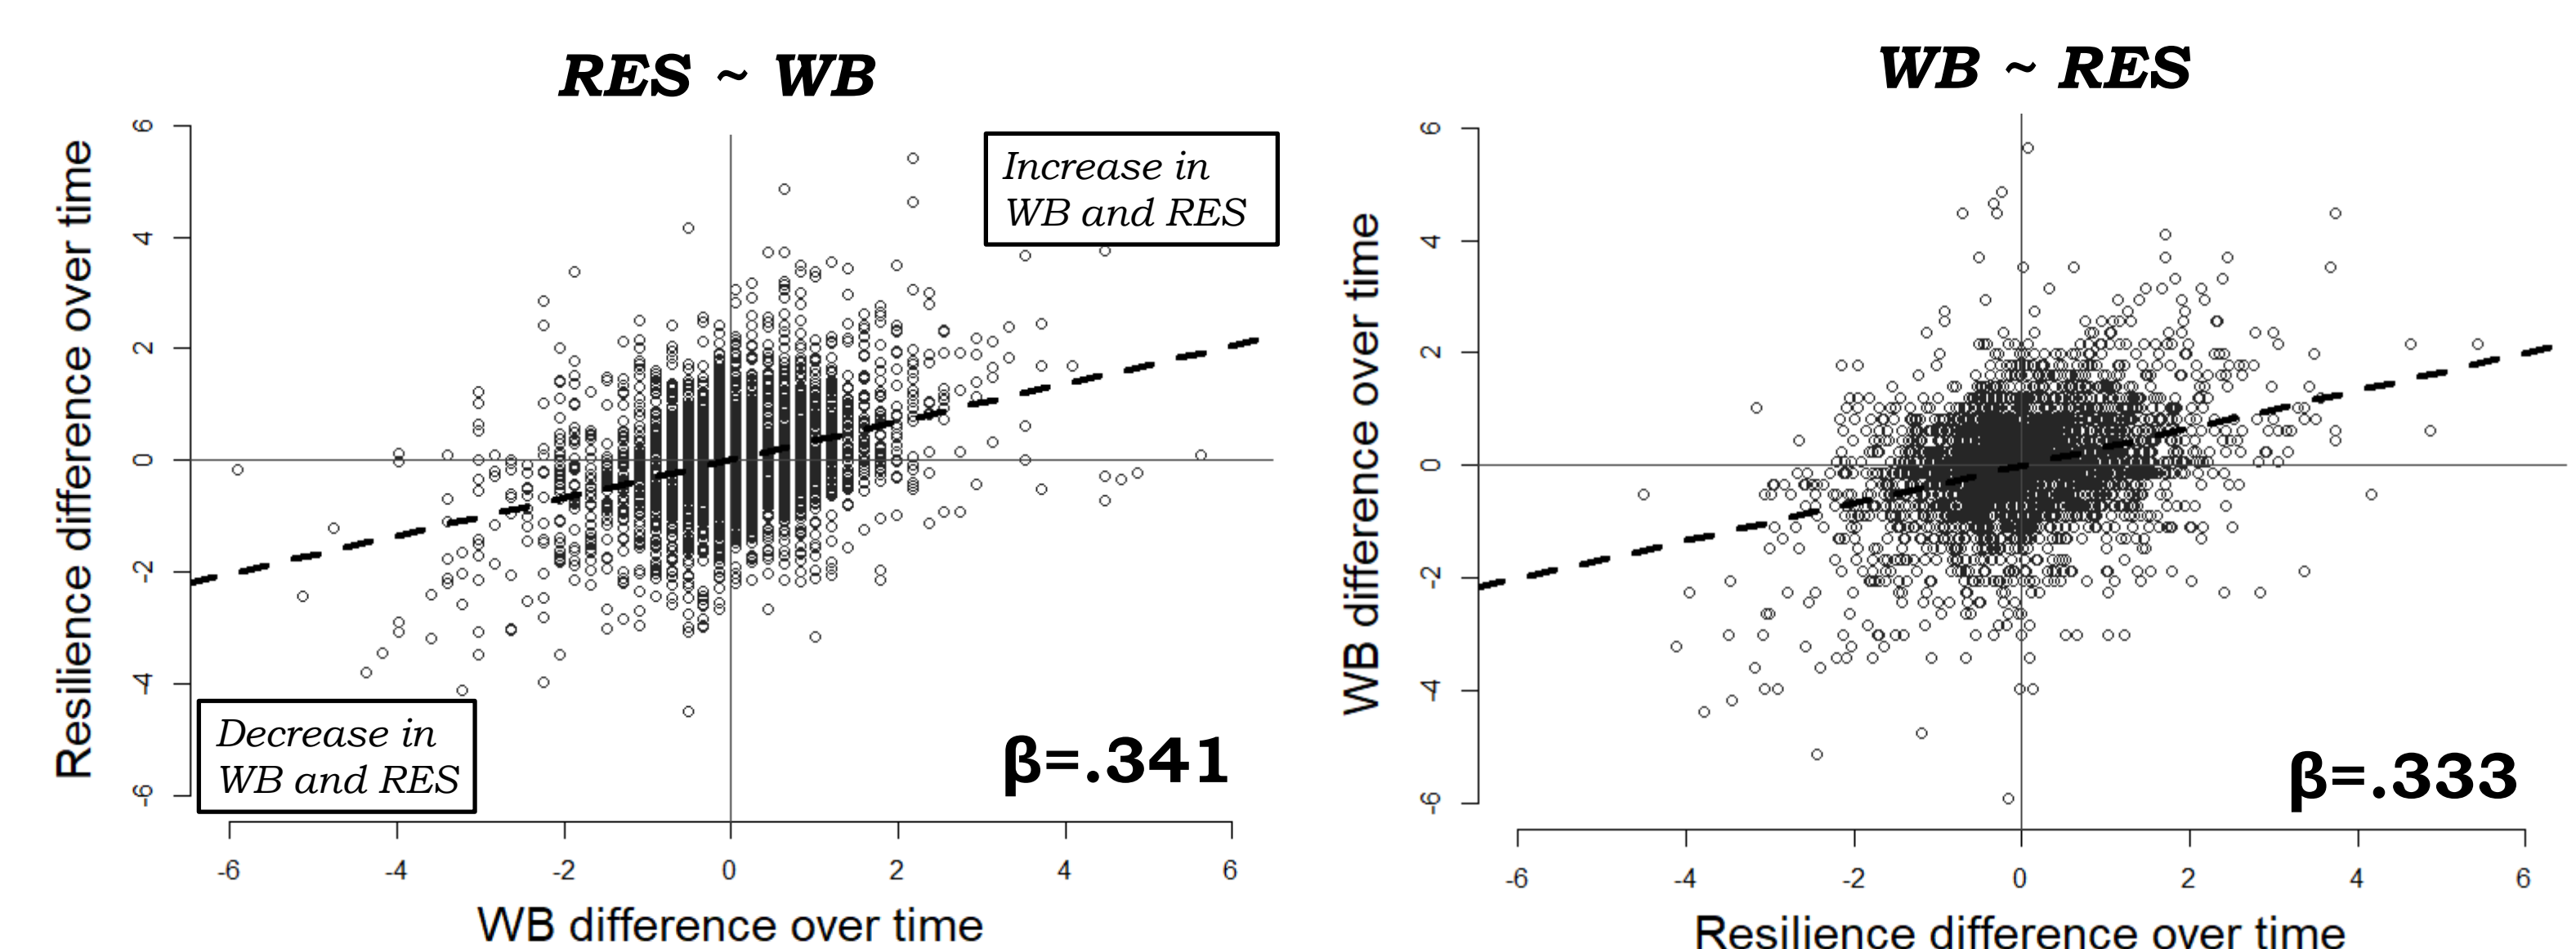 RES ~ WB
Resilience difference over time
6
4
2
0
-2
-4
-6
Increase in
WB and RES
Decrease in
WB and RES
β=.341
-6
-4
-2
0
2
4
6
WB difference over time
WB ~ RES
WB difference over time
6
4
2
0
-2
-4
-6
β=.333
-6
-4
-2
0
2
4
6
Resilience difference over time